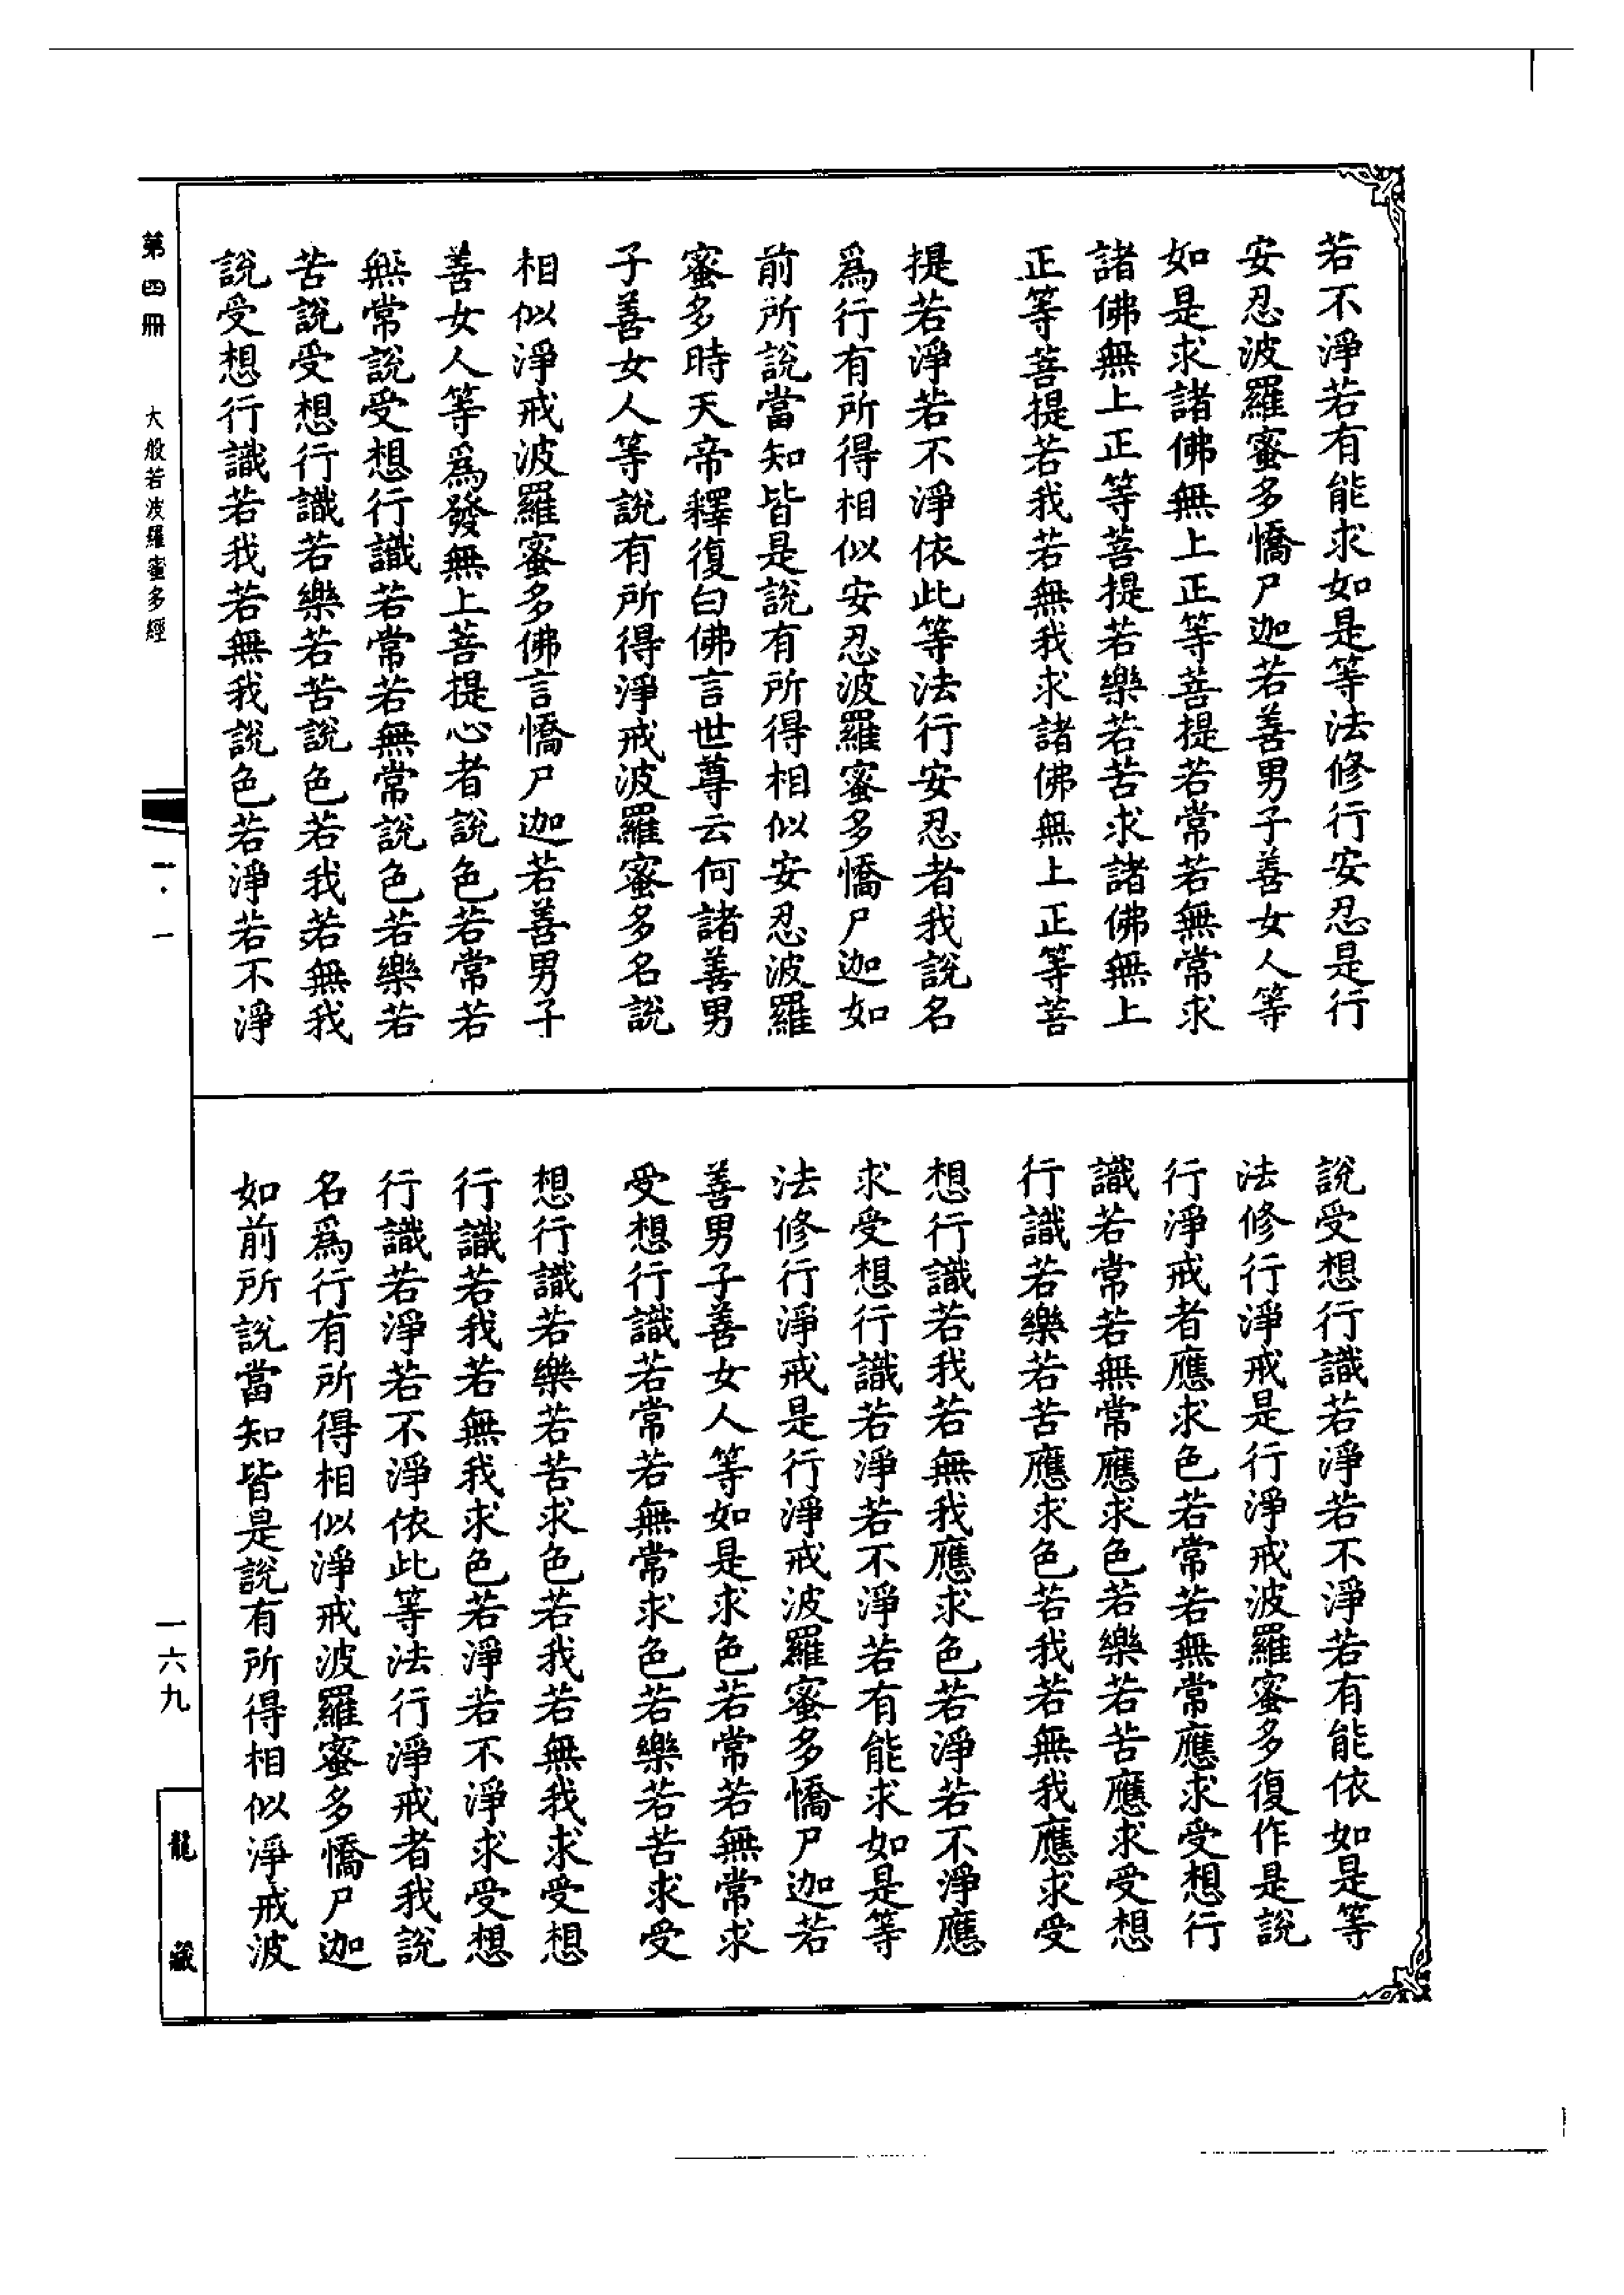 若不淨若有能求如是等法修行安忍是行
安忍波羅蜜多憍尸迦若善男子善女人等
如是求諸佛無上正等菩提若常若無常求
諸佛無上正等菩提若樂若苦求諸佛無上
正等菩提若我若無我求諸佛無上正等菩
提若淨若不淨依此等法行安忍者我說名
爲行有所得相似安忍波羅蜜多憍尸迦如
前所說當知皆是說有所得相似安忍波羅
蜜多時天帝釋復白佛言世尊云何諸善男
子善女人等說有所得淨戒波羅蜜多名說
相似淨戒波羅蜜多佛言憍尸迦若善男子
善女人等爲發無上菩提心者說色若常若
無常說受想行識若常若無常說色若樂若
苦說受想行識若樂若苦說色若我若無我
說受想行識若我若無我說色若淨若不淨
說受想行識若淨若不淨若有能依如是等
法修行淨戒是行淨戒波羅蜜多復作是說
行淨戒者應求色若常若無常應求受想行
識若常若無常應求色若樂若苦應求受想
行識若樂若苦應求色若我若無我應求受
想行識若我若無我應求色若淨若不淨應
求受想行識若淨若不淨若有能求如是等
法修行淨戒是行淨戒波羅蜜多憍尸迦若
善男子善女人等如是求色若常若無常求
受想行識若常若無常求色若樂若苦求受
想行識若樂若苦求色若我若無我求受想
行識若我若無我求色若淨若不淨求受想
行識若淨若不淨依此等法行淨戒者我說
名爲行有所得相似淨戒波羅蜜多憍尸迦
如前所說當知皆是說有所得相似淨戒波
第四冊 大般若波羅蜜多經
一·一
一六九
龍藏